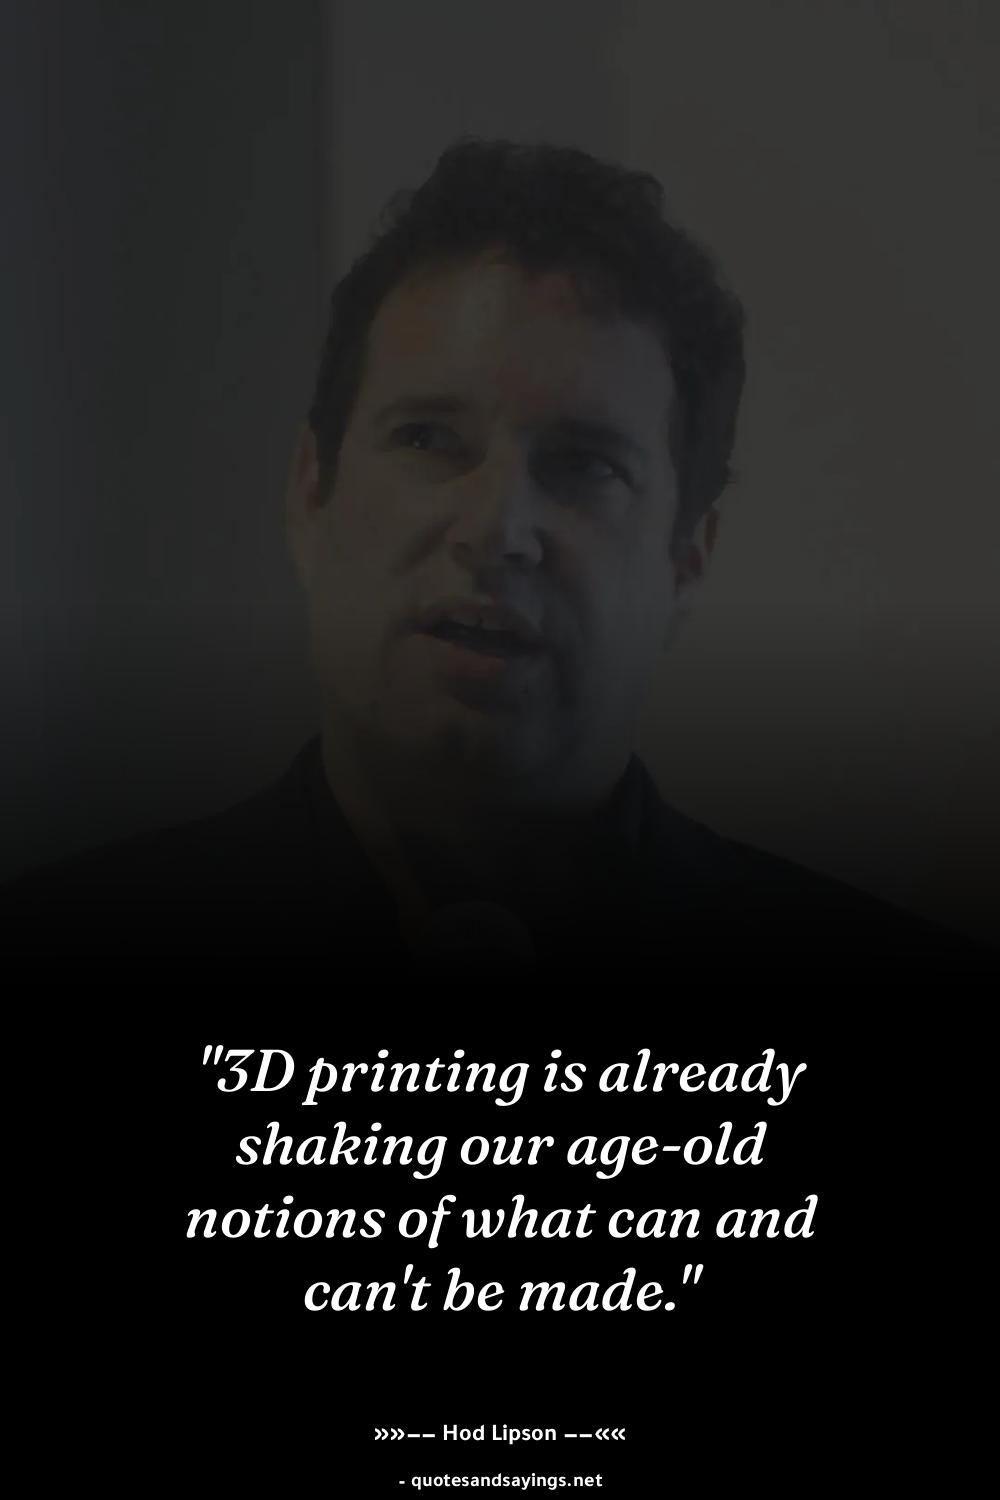 "3D printing is already
shaking our age-old
notions of what can and
can't be made."
»»–– Hod Lipson ––««
- quotesandsayings.net